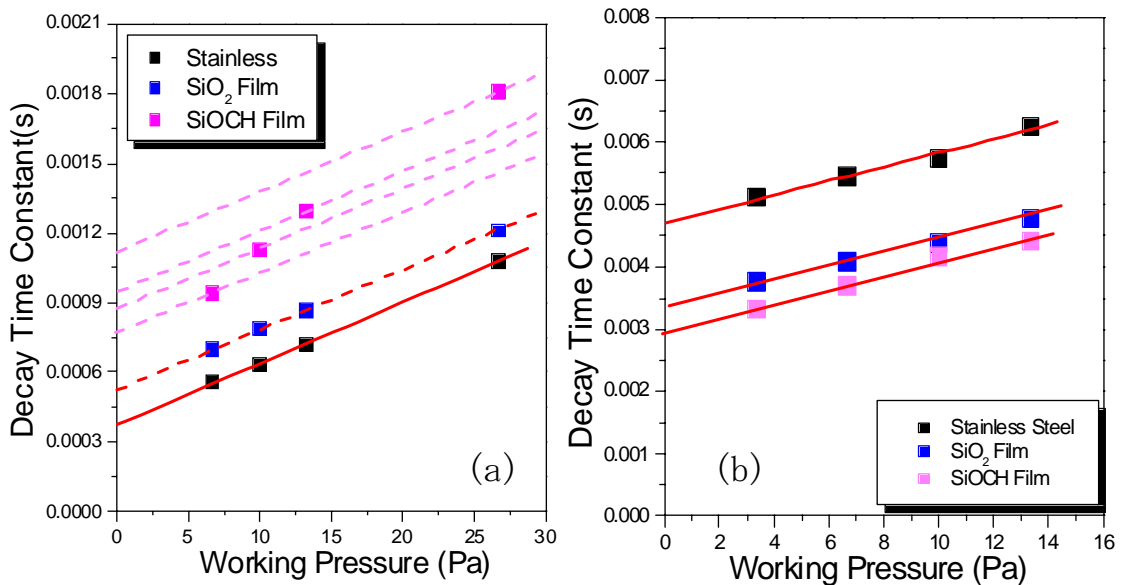 0.0021
0.0018
0.0015
0.0012
0.0009
0.0006
0.0003
0.0000
Decay Time Constant(s)
Stainless
SiO₂ Film
SiOCH Film
(a)
0 5 10 15 20 25 30
Working Pressure (Pa)
0.008
0.007
0.006
0.005
0.004
0.003
0.002
0.001
0.000
Decay Time Constant (s)
(b)
Stainless Steel
SiO₂ Film
SiOCH Film
0 2 4 6 8 10 12 14 16
Working Pressure (Pa)